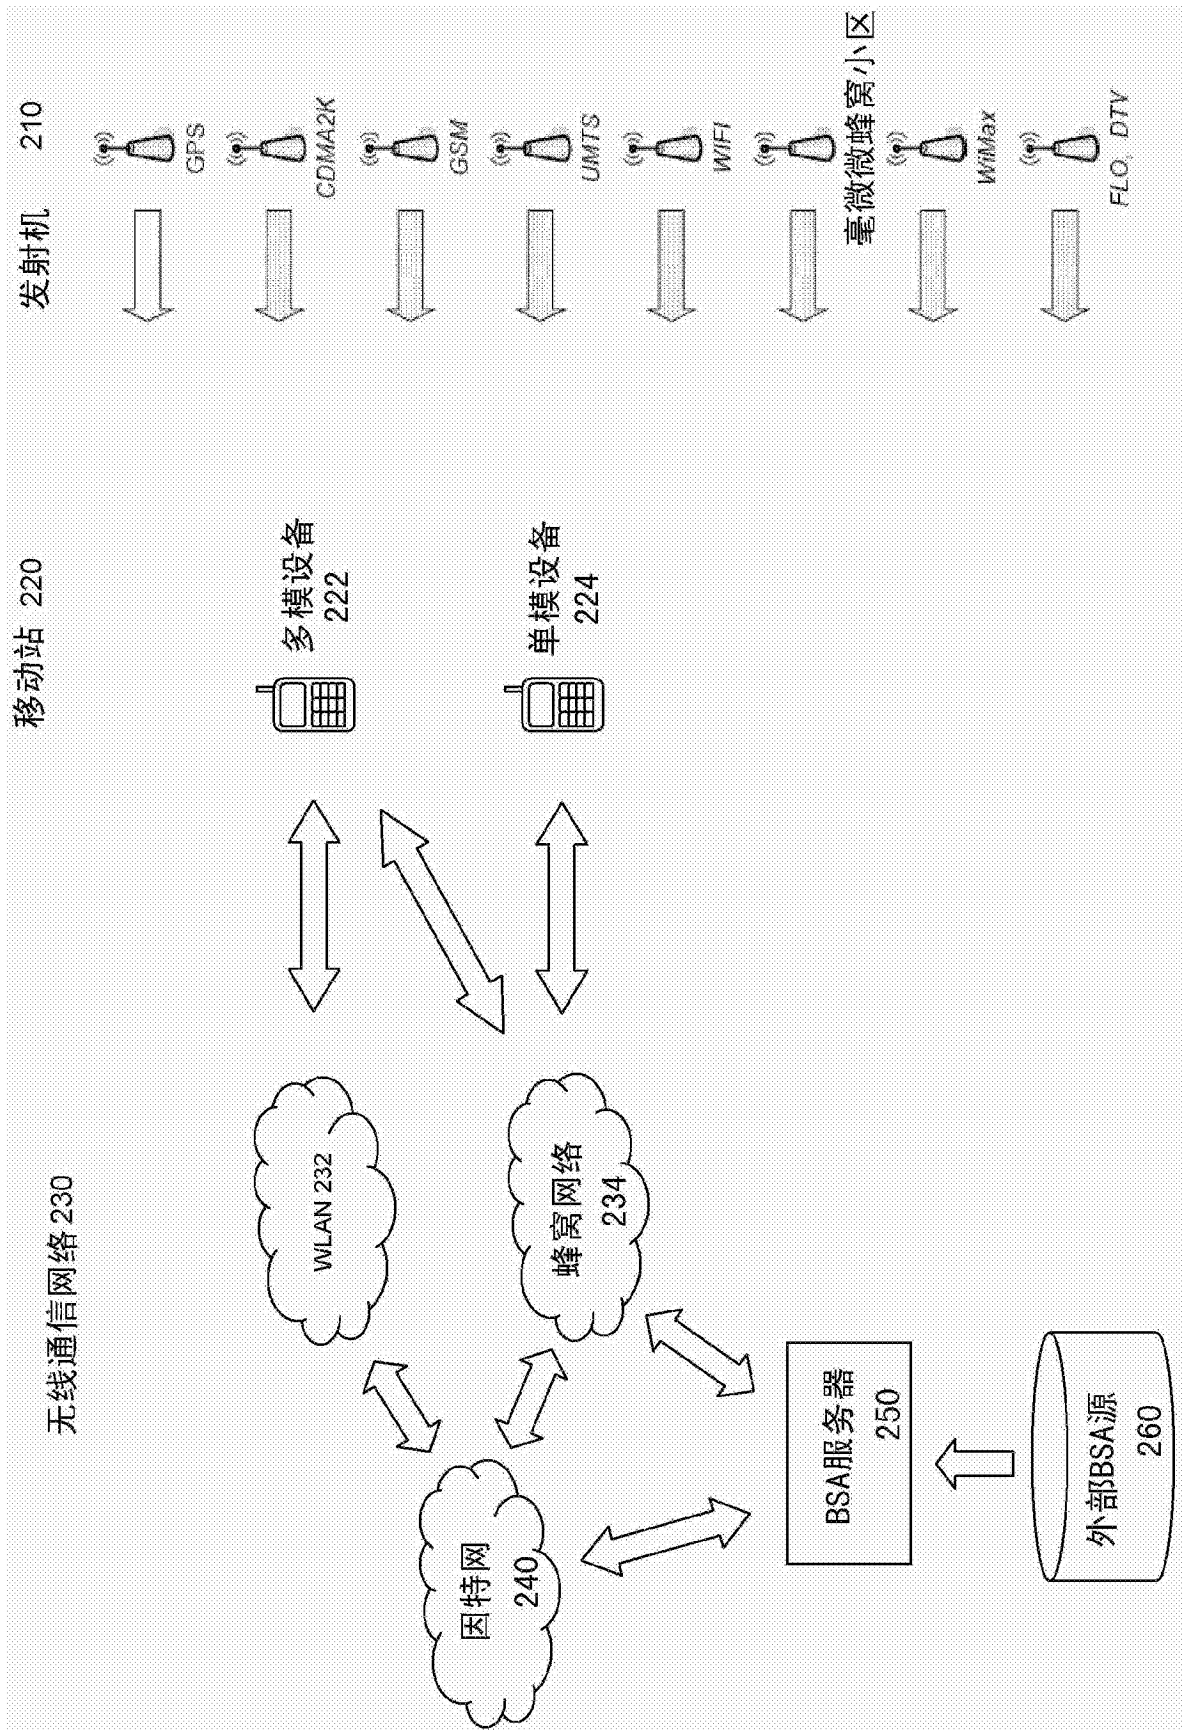 无线通信网络230
移动站 220
发射机 210
GPS
CDMA2K
GSM
UMTS
WIFI
毫微微蜂窝小区
WiMax
FLO, DTV
多模设备
222
单模设备
224
WLAN 232
蜂窝网络
234
因特网
240
BSA服务器
250
外部BSA源
260